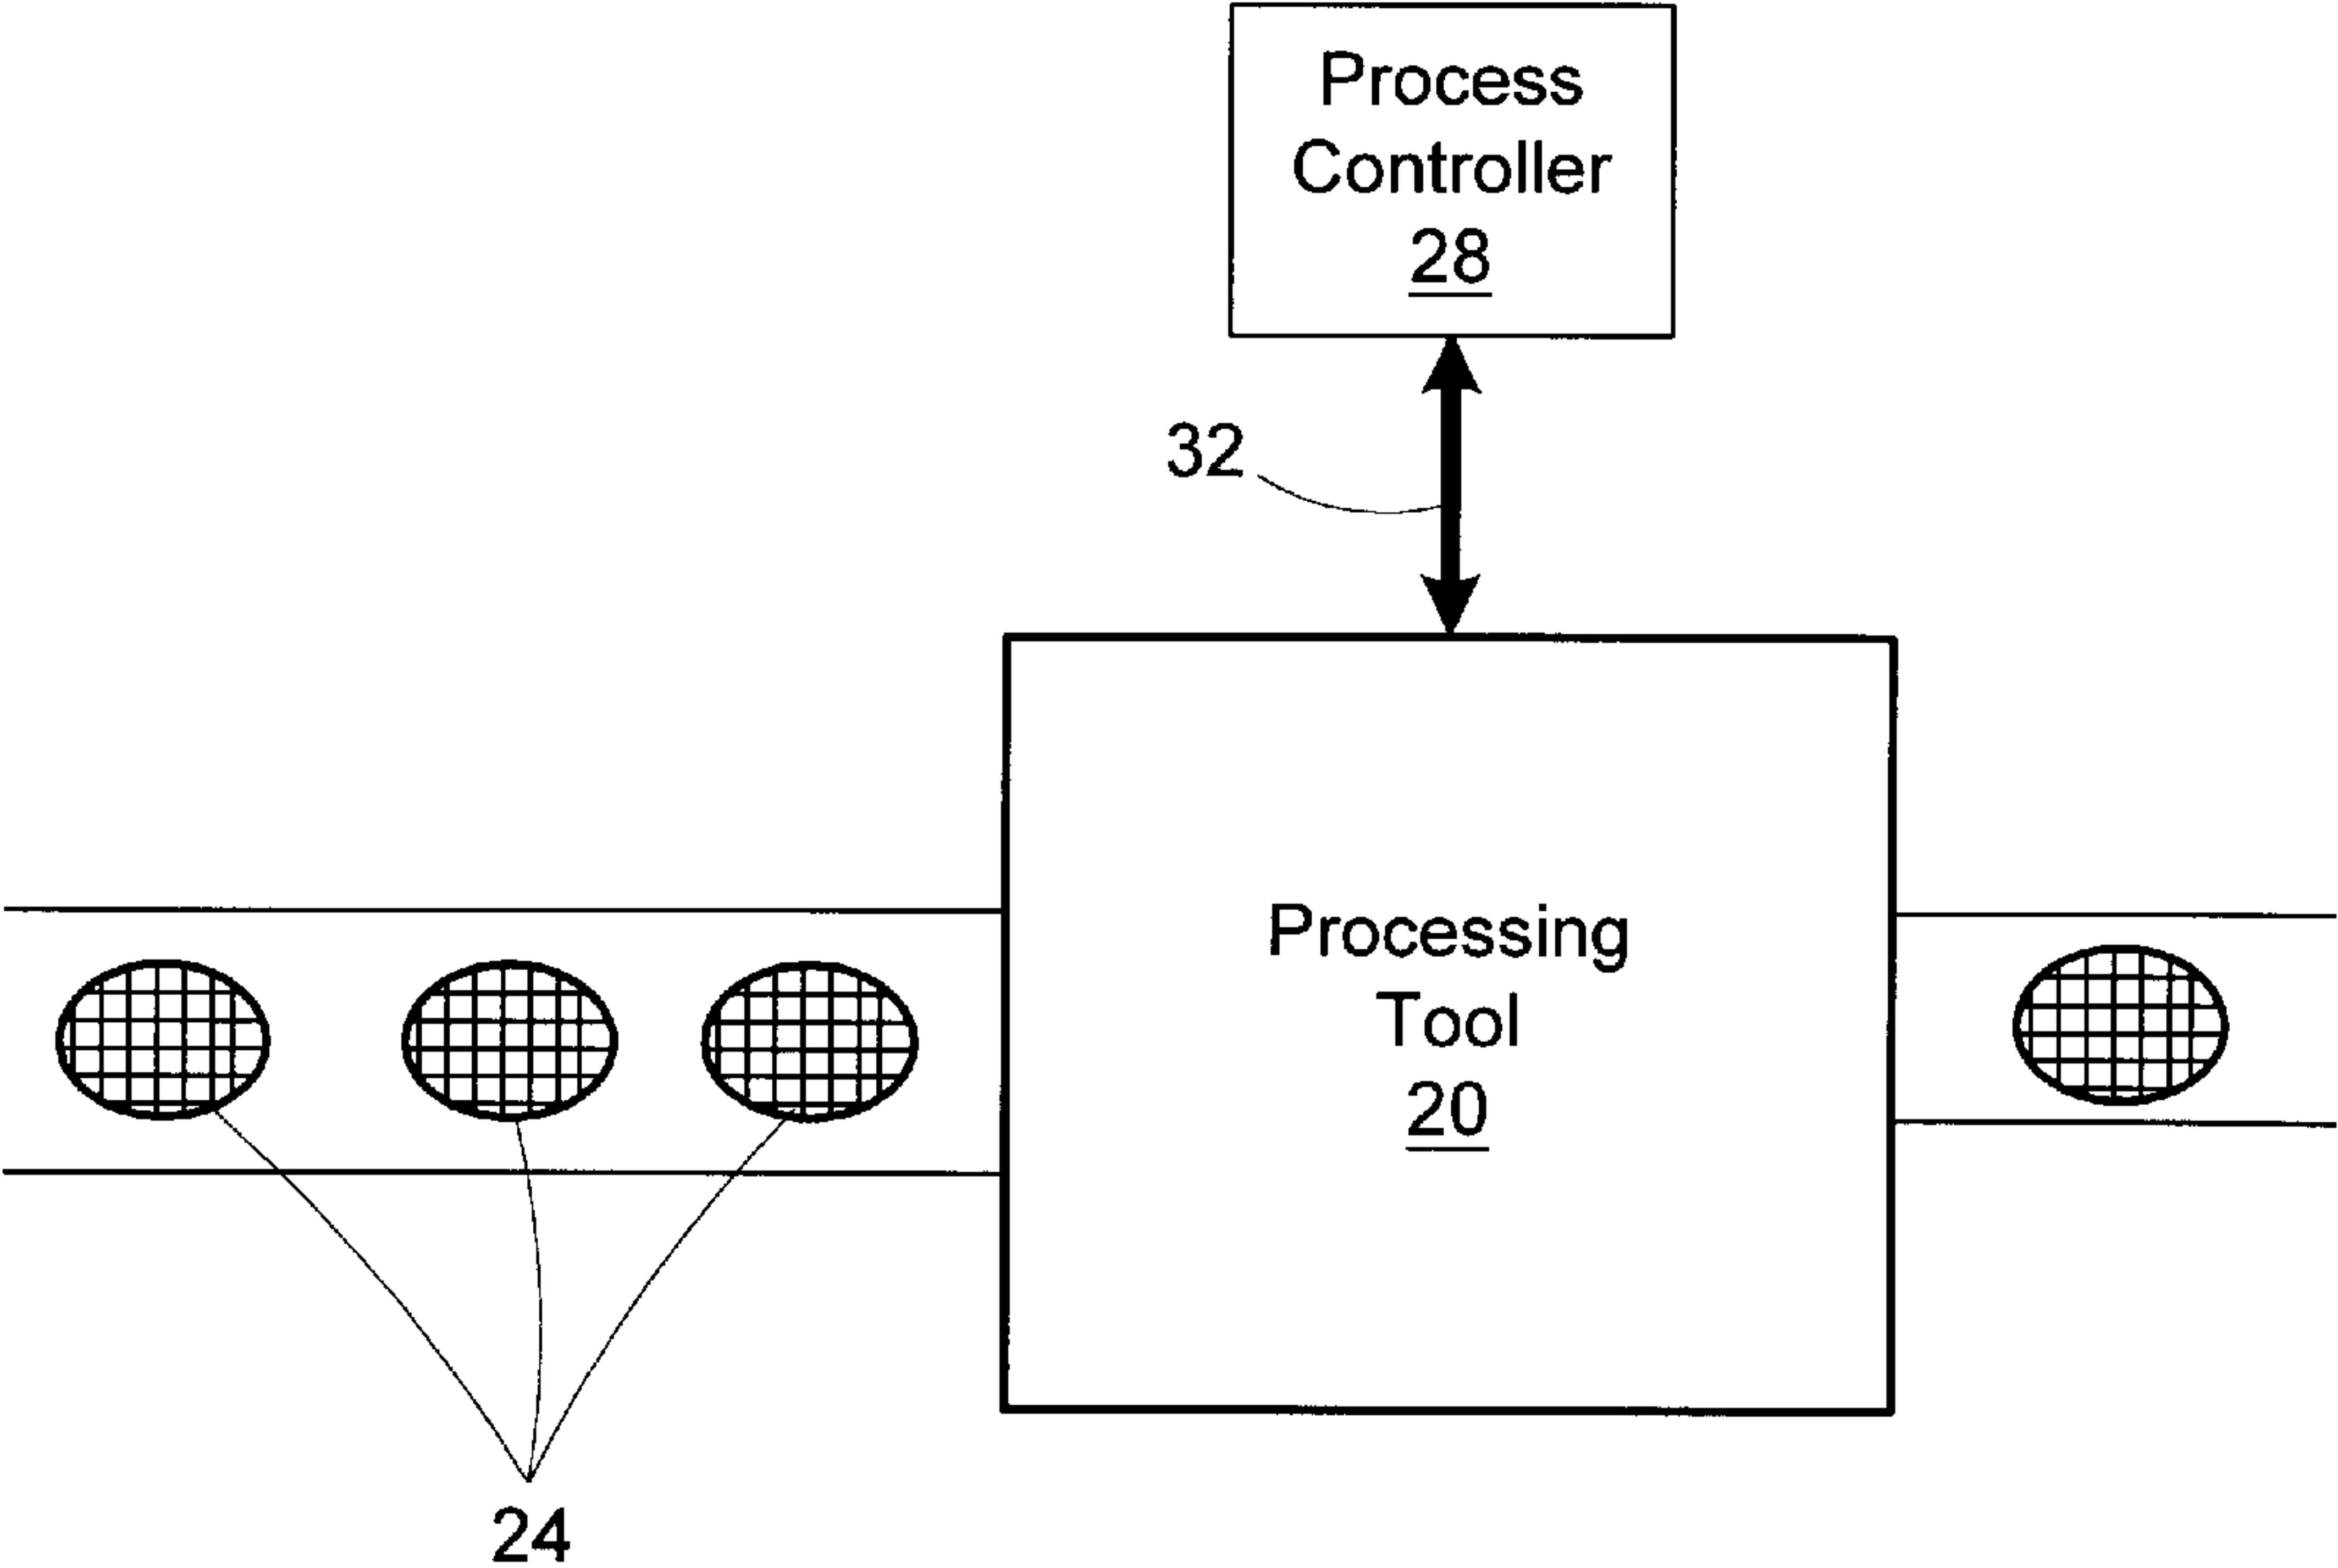 Process
Controller
28
32
Processing
Tool
20
24